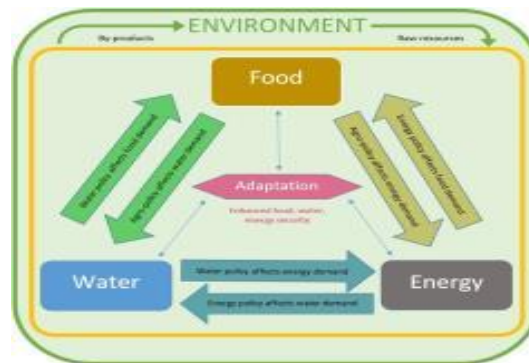 ENVIRONMENT
By-products
Raw resources
Food
Water policy affects food demand
Agro-policy affects water demand
Agro-policy affects energy demand
Energy policy affects food demand
Adaptation
Enhanced food, water,
energy security
Water
Water policy affects energy demand
Energy policy affects water demand
Energy